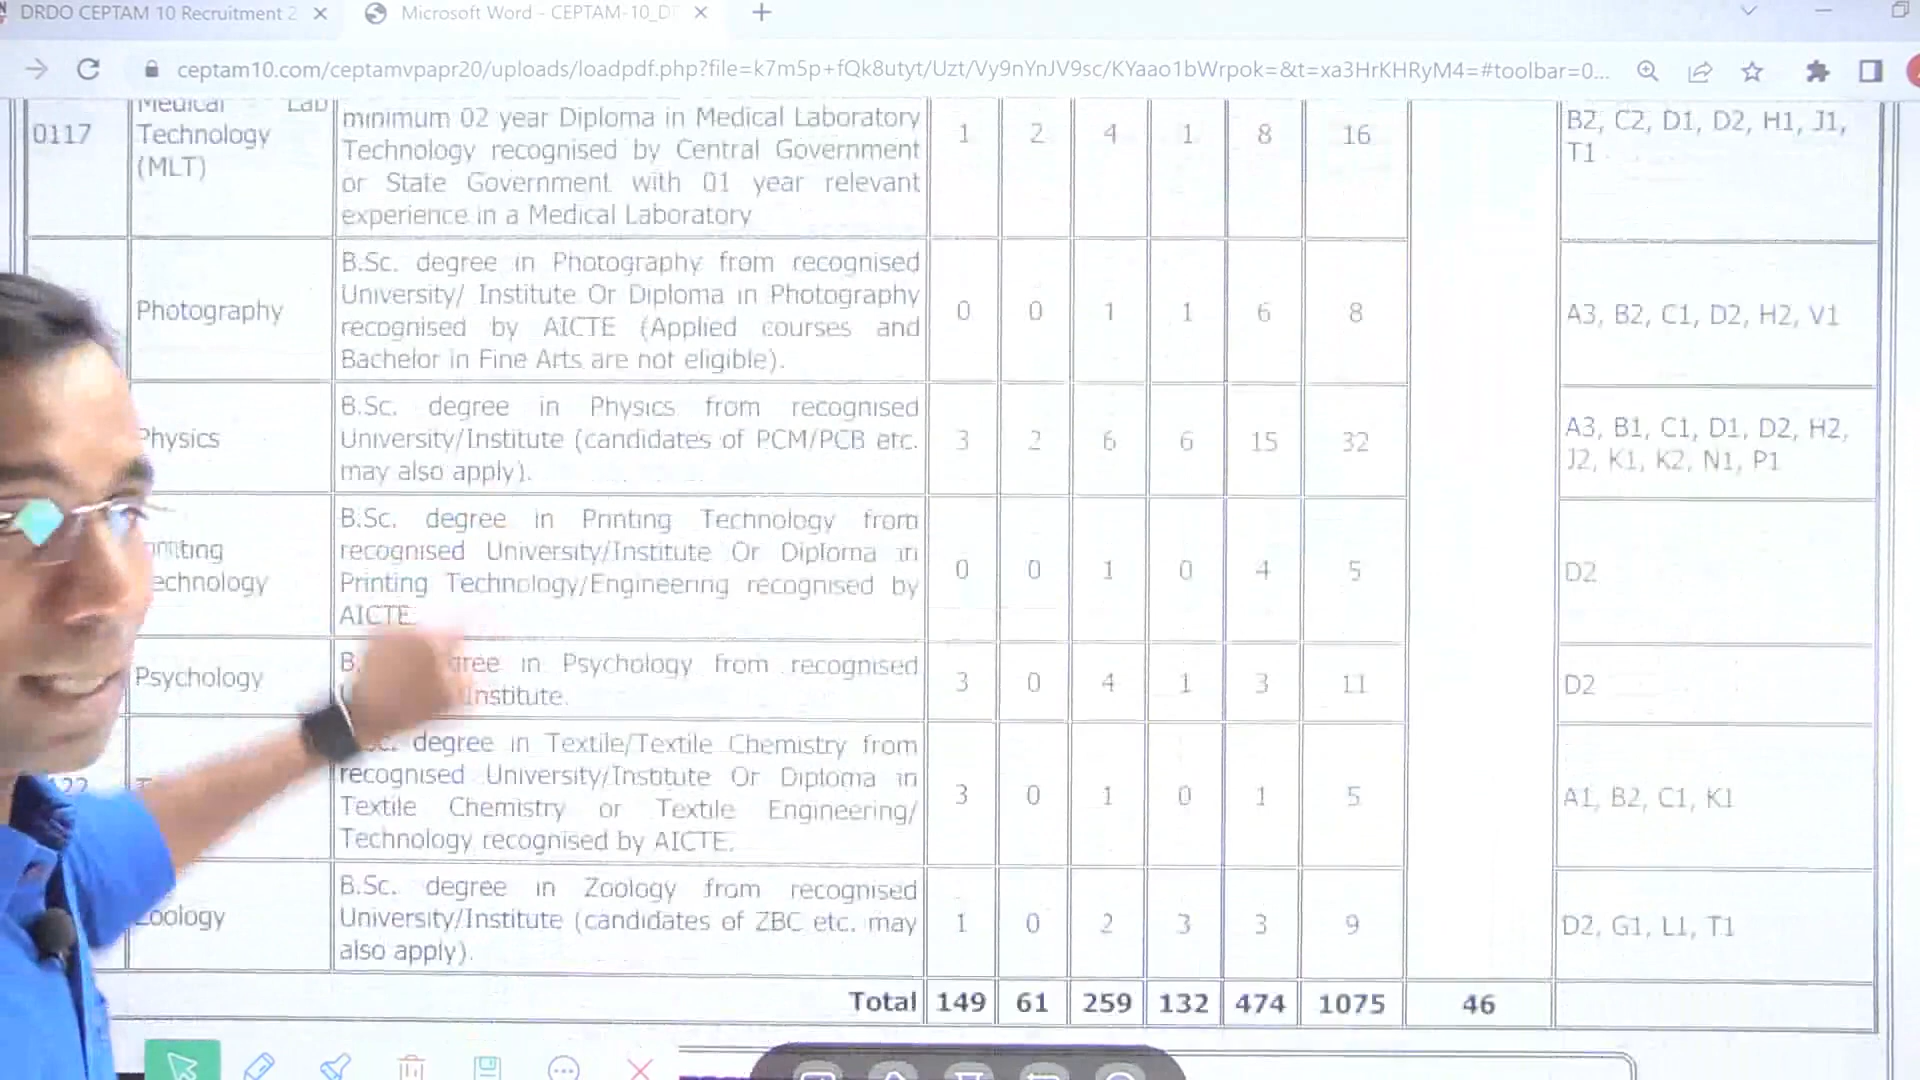 DRDO CEPTAM 10 Recruitment 2
Microsoft Word - CEPTAM-10_D
ceptam10.com/ceptamvpapr20/uploads/loadpdf.php?file=k7m5p+fQk8utyt/Uzt/Vy9nYnJV9sc/KYaao1bWrpok=&t=xa3HrKHRyM4=#toolbar=0...
0117
Medical Lab
Technology
(MLT)
minimum 02 year Diploma in Medical Laboratory
Technology recognised by Central Government
or State Government with 01 year relevant
experience in a Medical Laboratory
1 2 4 1 8 16
B2, C2, D1, D2, H1, J1,
T1
Photography
B.Sc. degree in Photography from recognised
University/ Institute Or Diploma in Photography
recognised by AICTE (Applied courses and
Bachelor in Fine Arts are not eligible).
0 0 1 1 6 8
A3, B2, C1, D2, H2, V1
Physics
B.Sc. degree in Physics from recognised
University/Institute (candidates of PCM/PCB etc.
may also apply).
3 2 6 6 15 32
A3, B1, C1, D1, D2, H2,
J2, K1, K2, N1, P1
B.Sc. degree in Printing Technology from
recognised University/Institute Or Diploma in
Printing Technology/Engineering recognised by
AICTE.
0 0 1 0 4 5
D2
Psychology
in Psychology from recognised
Institute.
3 0 4 1 3 11
D2
degree in Textile/Textile Chemistry from
recognised University/Institute Or Diploma in
Textile Chemistry or Textile Engineering/
Technology recognised by AICTE.
3 0 1 0 1 5
A1, B2, C1, K1
Zoology
B.Sc. degree in Zoology from recognised
University/Institute (candidates of ZBC etc. may
also apply).
1 0 2 3 3 9
D2, G1, L1, T1
Total 149 61 259 132 474 1075 46